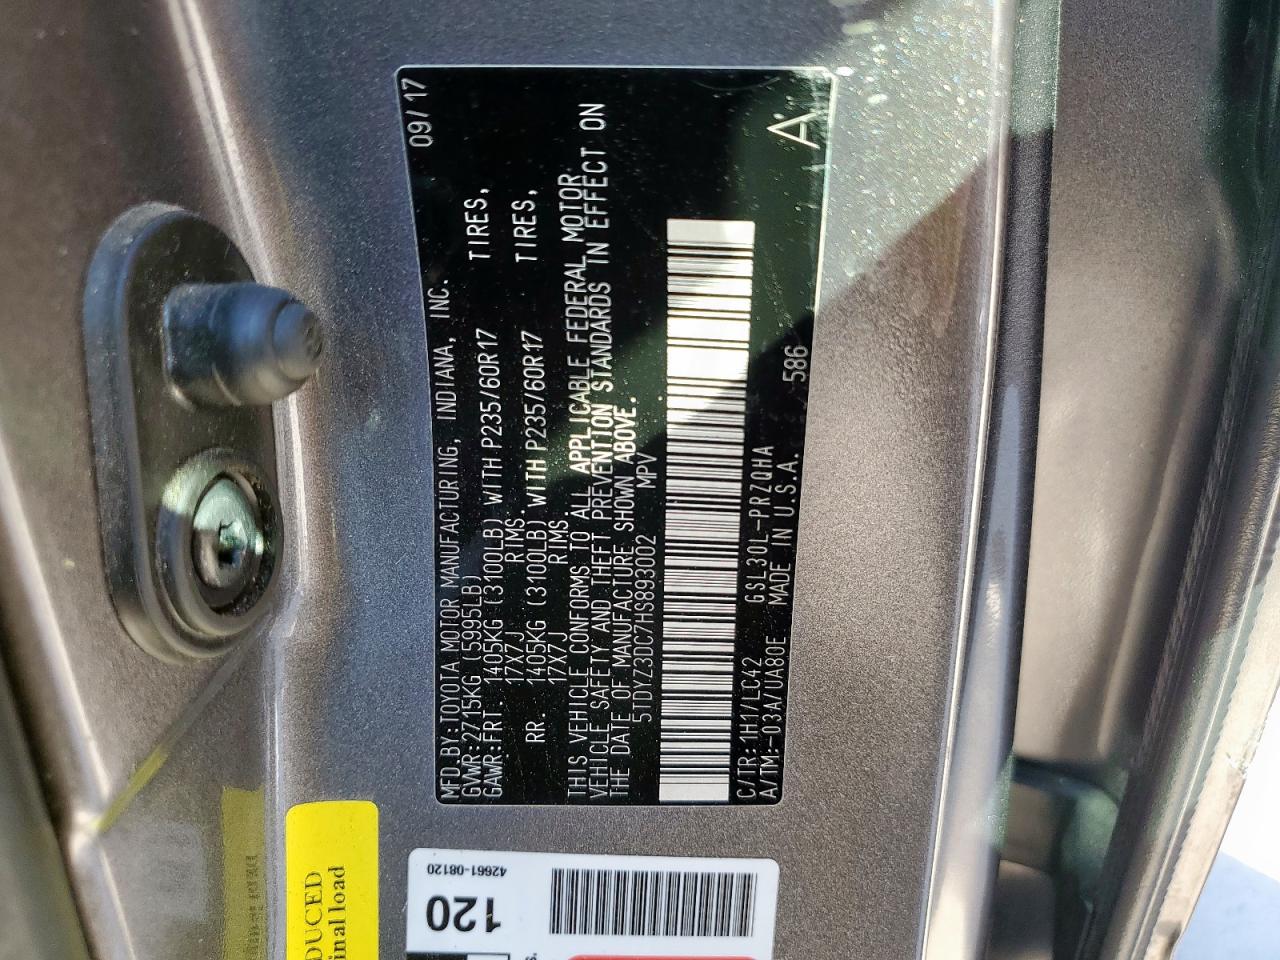 MFD.BY:TOYOTA MOTOR MANUFACTURING, INDIANA, INC. 09/17
GVWR:2715KG (5995LB)
GAWR:FRT. 1405KG (3100LB) WITH P235/60R17 TIRES,
17X7J RIMS
RR. 1405KG (3100LB) WITH P235/60R17 TIRES,
17X7J RIMS
THIS VEHICLE CONFORMS TO ALL APPLICABLE FEDERAL MOTOR
VEHICLE SAFETY AND THEFT PREVENTION STANDARDS IN EFFECT ON
THE DATE OF MANUFACTURE SHOWN ABOVE.
5TDYZ3DC7HS893002 MPV
C/TR:1H1/LC42 GSL30L-PRZQHA
A/TM:-03A/UA80E MADE IN U.S.A. 586
A
DUCED
inal load
42661-08120
120